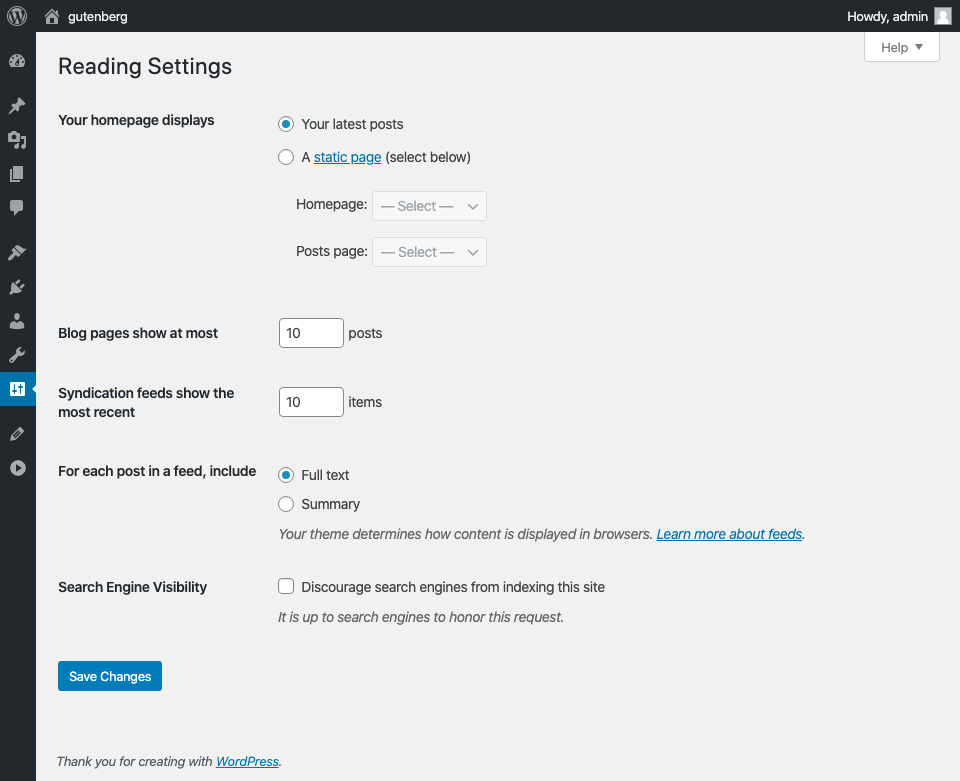 gutenberg
Howdy, admin
Help
Reading Settings
Your homepage displays
Your latest posts
A static page (select below)
Homepage: — Select —
Posts page: — Select —
Blog pages show at most
10 posts
Syndication feeds show the
most recent
10 items
For each post in a feed, include
Full text
Summary
Your theme determines how content is displayed in browsers. Learn more about feeds.
Search Engine Visibility
Discourage search engines from indexing this site
It is up to search engines to honor this request.
Save Changes
Thank you for creating with WordPress.